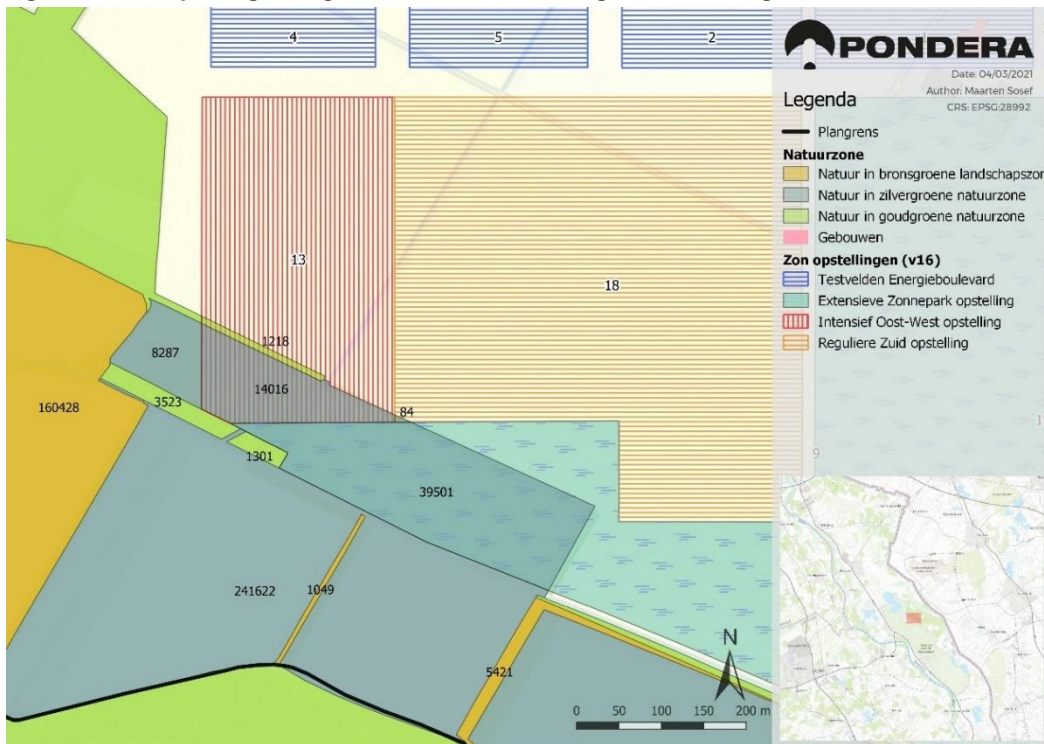 4
5
2
PONDERA
Date: 04/03/2021
Author: Maarten Sosef
CRS: EPSG:28992
Legenda
Plangrens
Natuurzone
Natuur in bronsgroene landschapszor
Natuur in zilvergroene natuurzone
Natuur in goudgroene natuurzone
Gebouwen
Zon opstellingen (v16)
Testvelden Energieboulevard
Extensieve Zonnepark opstelling
Intensief Oost-West opstelling
Reguliere Zuid opstelling
13
18
1218
8287
14016
3523
84
160428
1301
9
39501
241622
1049
5421
N
0 50 100 150 200 m